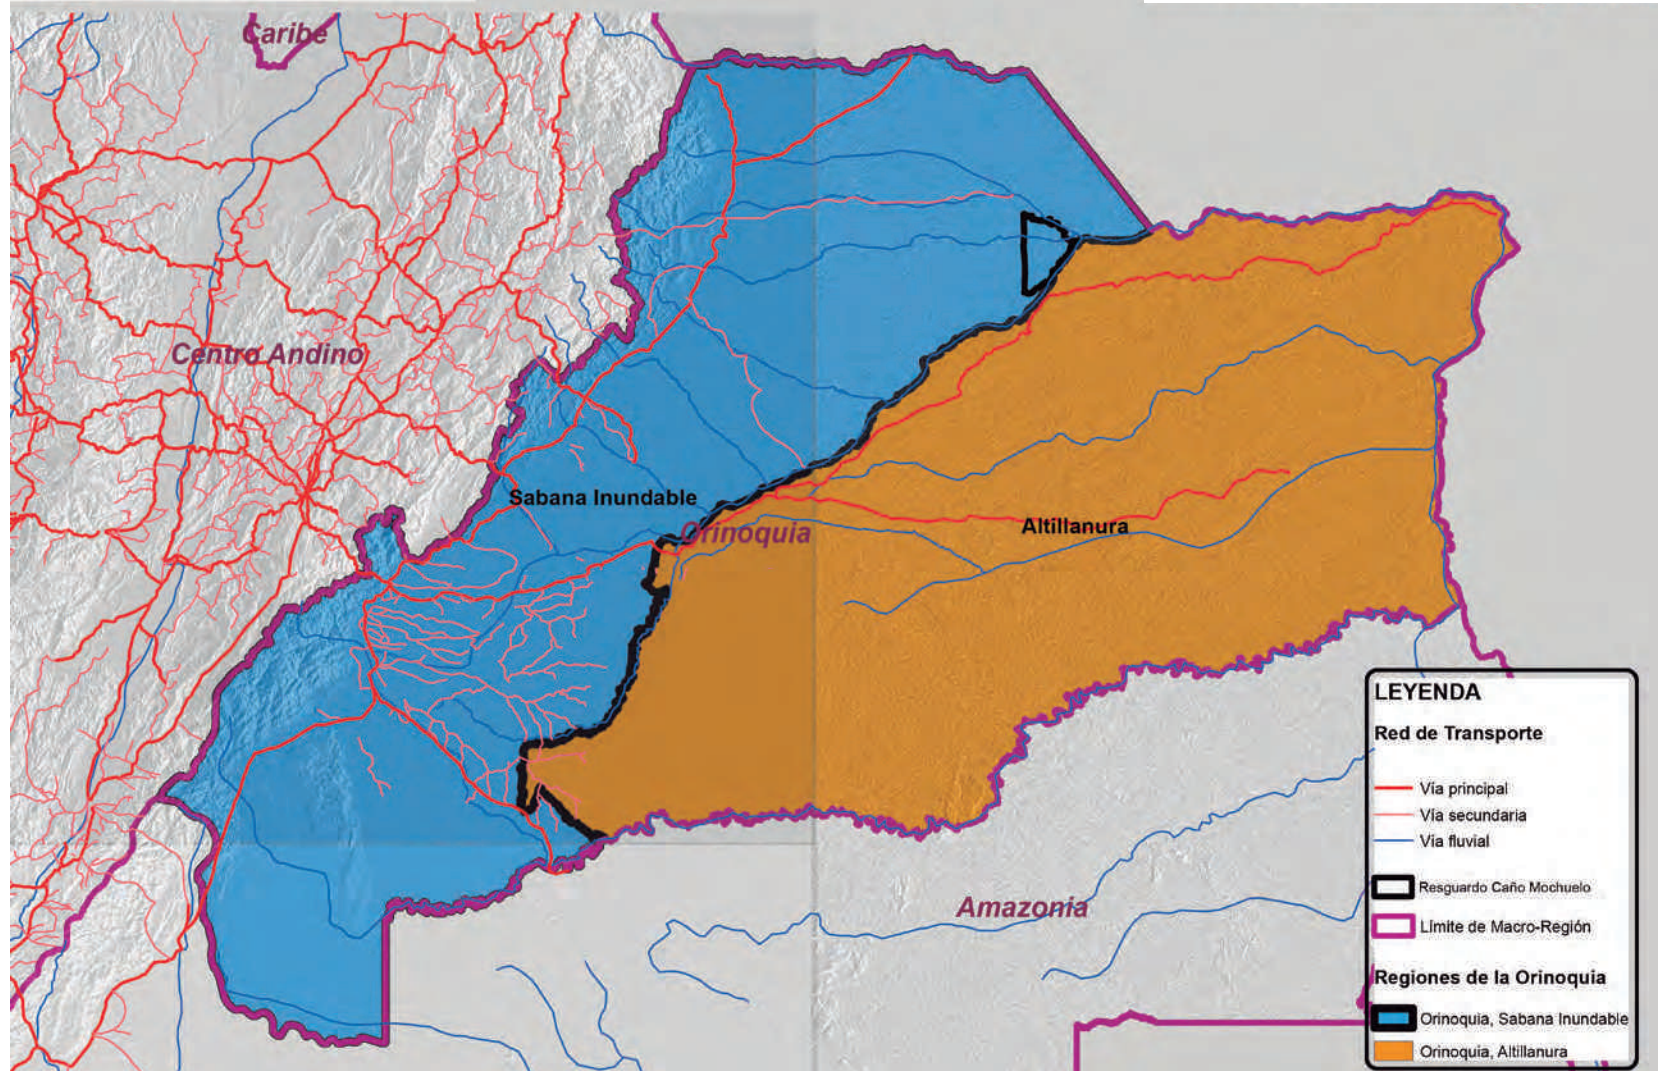 Caribe
Centro Andino
Sabana Inundable
Orinoquia
Altillanura
Amazonia
LEYENDA
Red de Transporte
Vía principal
Vía secundaria
Vía fluvial
Resguardo Caño Mochuelo
Límite de Macro-Región
Regiones de la Orinoquia
Orinoquia, Sabana Inundable
Orinoquia, Altillanura